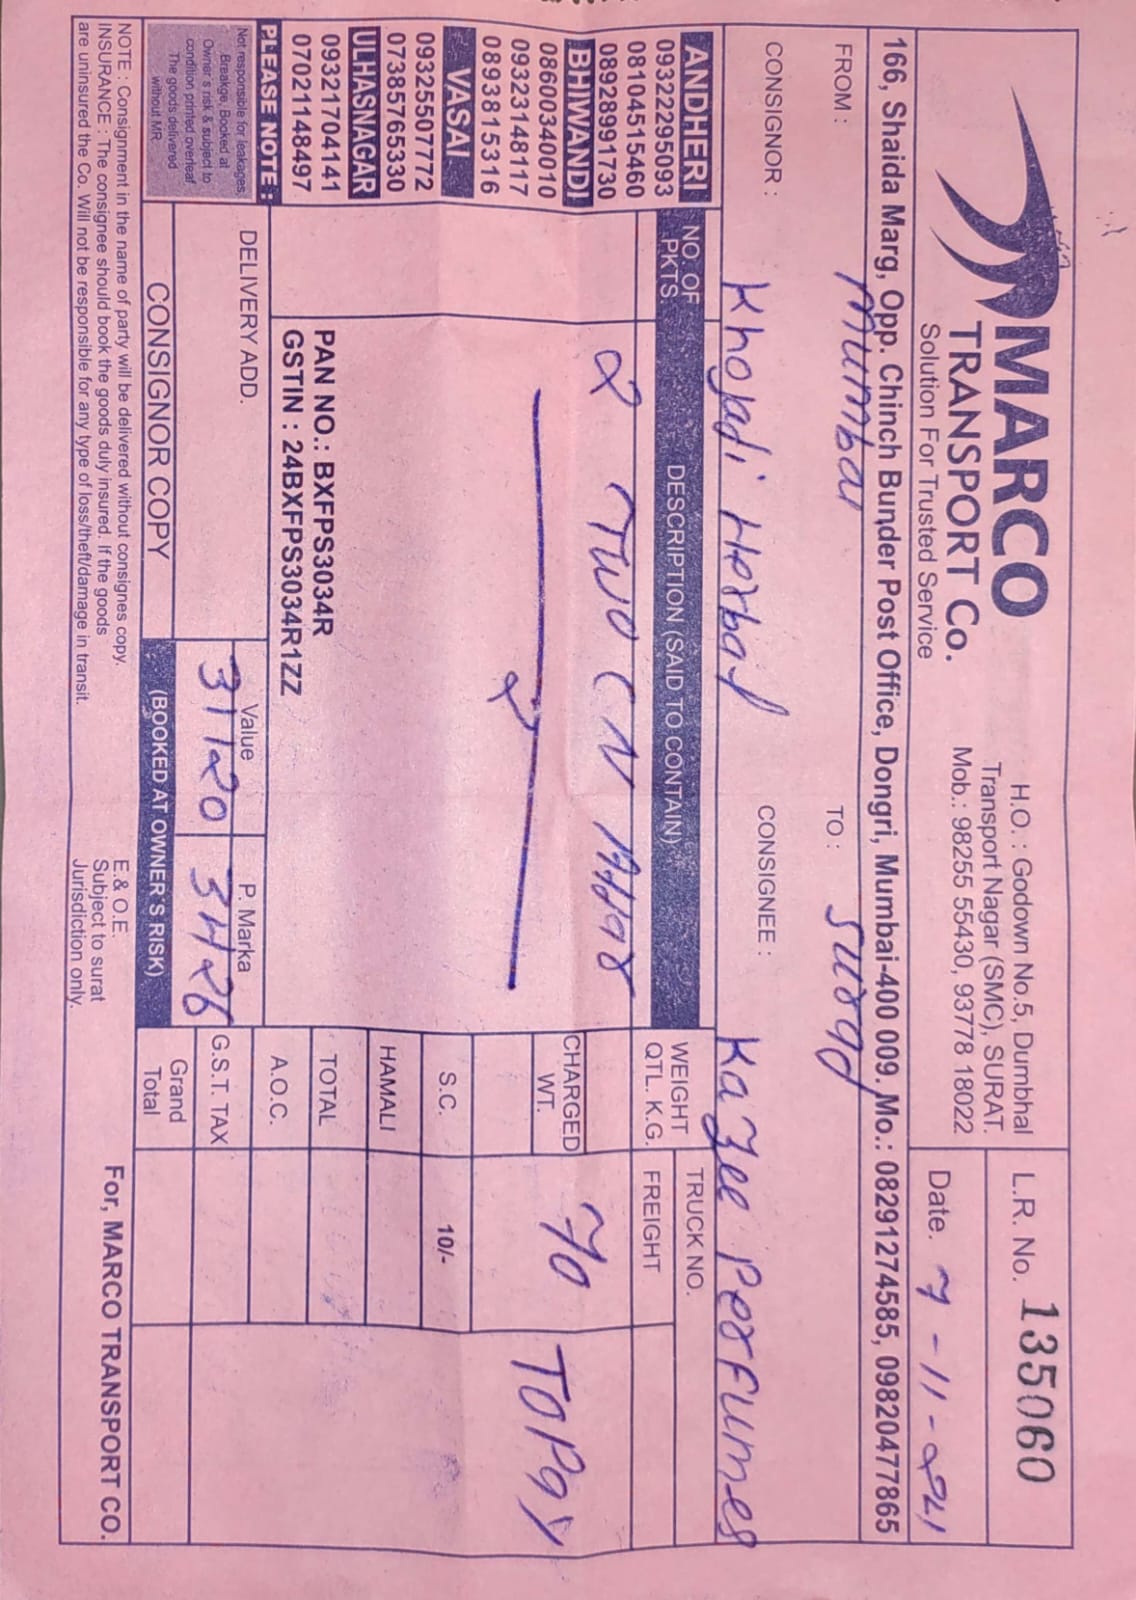 MARCO
TRANSPORT Co.
Solution For Trusted Service
H.O. : Godown No.5, Dumbhal
Transport Nagar (SMC), SURAT.
Mob.: 98255 55430, 93778 18022
L.R. No. 135060
Date. 7-11-
166, Shaida Marg, Opp. Chinch Bunder Post Office, Dongri, Mumbai-400 009. Mo.: 08291274585, 09820477865
FROM : Mumbai
TO : Surat
CONSIGNOR : Khojati Herbal
CONSIGNEE : Kazee Perfumes
ANDHERI
09322295093
08104515460
08928991730
BHIWANDI
08600340010
09323148117
08938815316
VASAI
09325507772
07385765330
ULHASNAGAR
09321704141
07021148497
PLEASE NOTE :
Not responsible for leakages,
Breakge, Booked at
Owner's risk & subject to
condition printed overleaf
The goods delivered
without MR
NO. OF
PKTS.
DESCRIPTION (SAID TO CONTAIN)
2 TWO CN Attar
2
PAN NO.: BXFPS3034R
GSTIN : 24BXFPS3034R1ZZ
DELIVERY ADD.
Value
31120
P. Marka
3426
CONSIGNOR COPY
(BOOKED AT OWNER'S RISK)
WEIGHT
QTL. K.G.
TRUCK NO.
FREIGHT
CHARGED
WT.
70
TOPay
S.C. 10/-
HAMALI
TOTAL
A.O.C.
G.S.T. TAX
Grand
Total
For, MARCO TRANSPORT CO.
NOTE : Consignment in the name of party will be delivered without consignes copy.
INSURANCE : The consignee should book the goods duly insured. If the goods
are uninsured the Co. Will not be responsible for any type of loss/theft/damage in transit.
E.& O.E.
Subject to surat
Jurisdiction only.